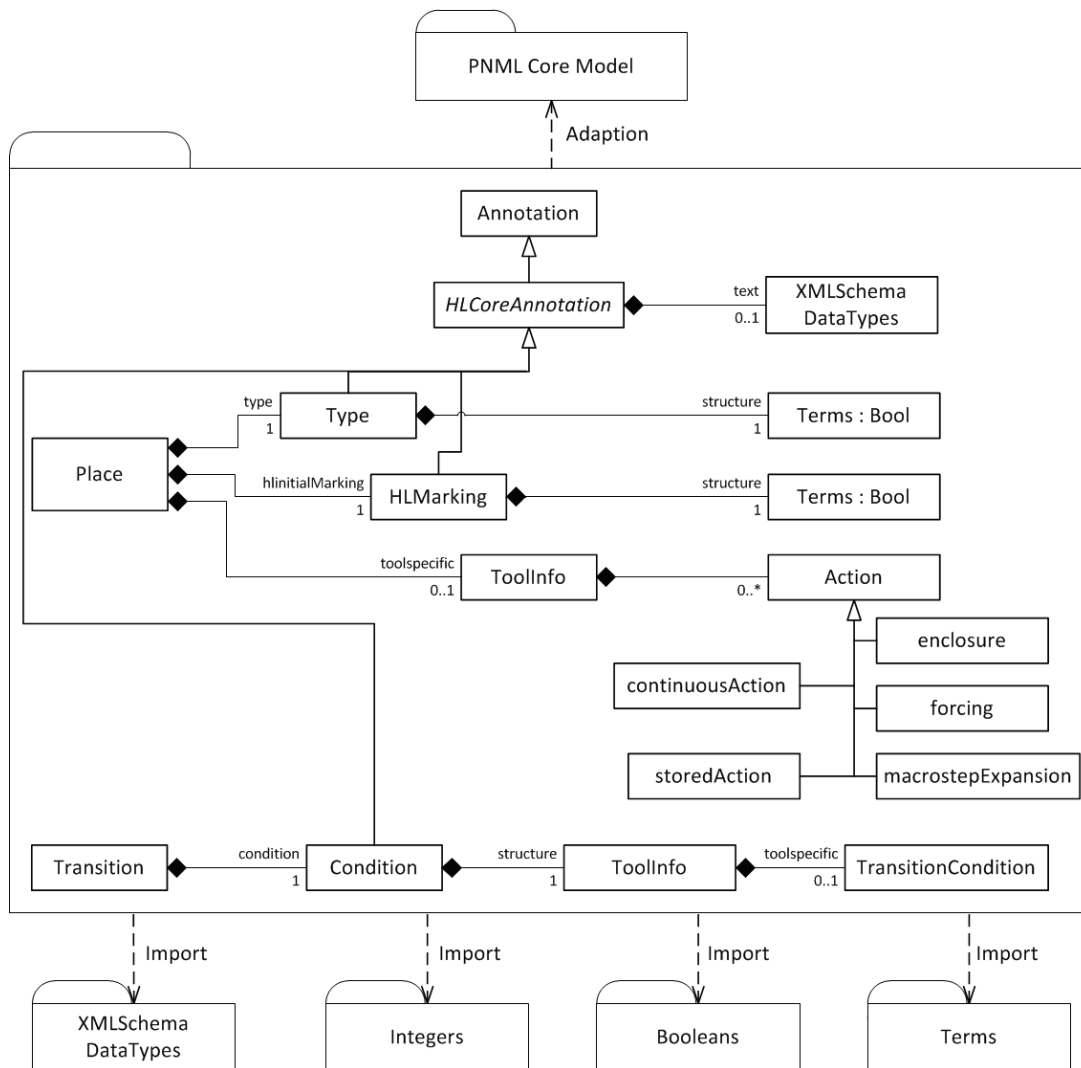 PNML Core Model
Adaption
Annotation
HLCoreAnnotation
text
0..1
XMLSchema
DataTypes
type
1
Type
structure
1
Terms : Bool
Place
hlinitialMarking
1
HLMarking
structure
1
Terms : Bool
toolspecific
0..1
ToolInfo
0..*
Action
enclosure
continuousAction
forcing
storedAction
macrostepExpansion
Transition
condition
1
Condition
structure
1
ToolInfo
toolspecific
0..1
TransitionCondition
Import
Import
Import
Import
XMLSchema
DataTypes
Integers
Booleans
Terms